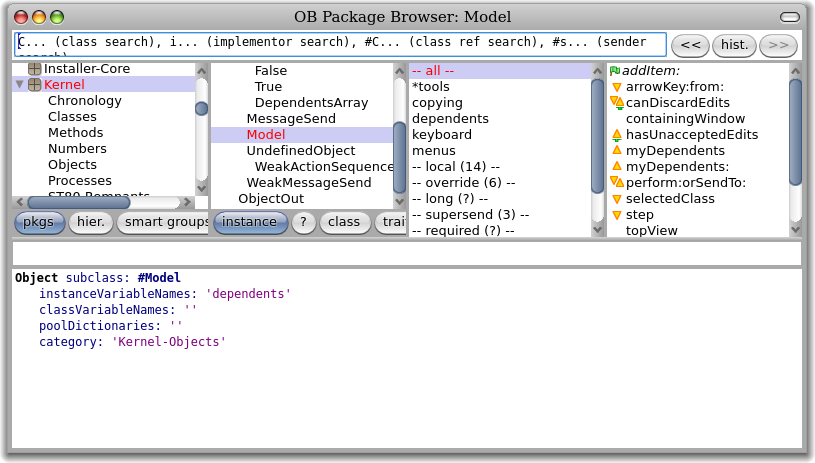 OB Package Browser: Model
C... (class search), i... (implementor search), #C... (class ref search), #s... (sender
<< hist. >>
Installer-Core
Kernel
Chronology
Classes
Methods
Numbers
Objects
Processes
ST80-Remnants
False
True
DependentsArray
MessageSend
Model
UndefinedObject
WeakActionSequence
WeakMessageSend
ObjectOut
-- all --
*tools
copying
dependents
keyboard
menus
-- local (14) --
-- override (6) --
-- long (?) --
-- supersend (3) --
-- required (?) --
addItem:
arrowKey:from:
canDiscardEdits
containingWindow
hasUnacceptedEdits
myDependents
myDependents:
perform:orSendTo:
selectedClass
step
topView
pkgs hier. smart groups
instance ? class trai
Object subclass: #Model
instanceVariableNames: 'dependents'
classVariableNames: ''
poolDictionaries: ''
category: 'Kernel-Objects'